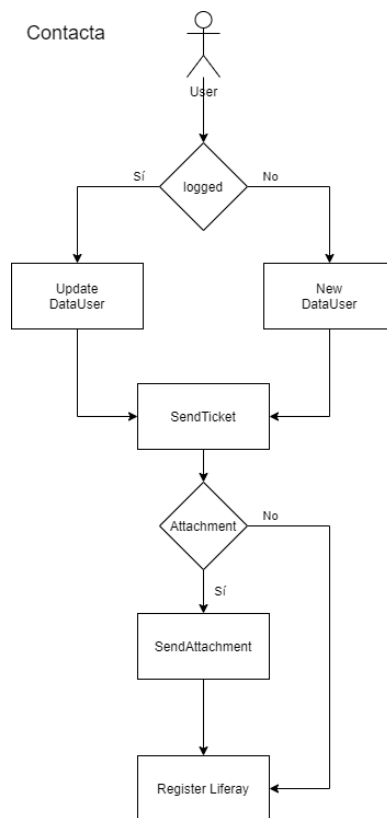 Contacta
User
logged
Sí
No
Update
DataUser
New
DataUser
SendTicket
Attachment
No
Sí
SendAttachment
Register Liferay